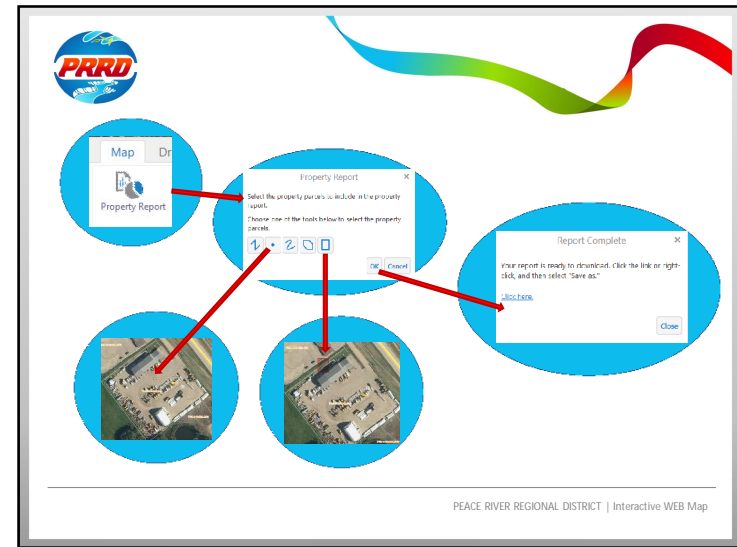 PRRD
Map Dr
Property Report
Property Report ×
Select the property parcels to include in the property
report.
Choose one of the tools below to select the property
parcels.
OK Cancel
Report Complete ×
Your report is ready to download. Click the link or right-
click, and then select "Save as."
Click here.
Close
PEACE RIVER REGIONAL DISTRICT | Interactive WEB Map